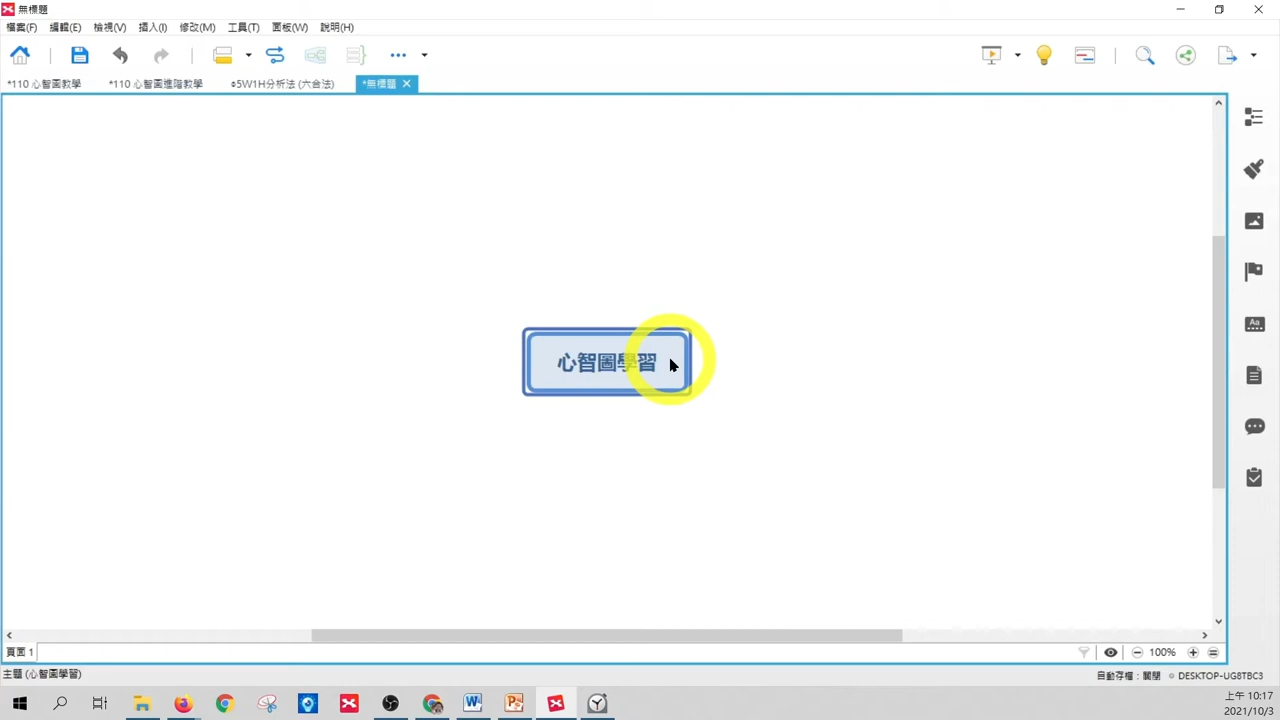 無標題
檔案(F) 編輯(E) 檢視(V) 插入(I) 修改(M) 工具(T) 面板(W) 說明(H)
*110 心智圖教學 *110 心智圖進階教學 5W1H分析法 (六合法) *無標題
Aa
心智圖學習
頁面 1
100%
主題 (心智圖學習)
自動存檔：關閉 DESKTOP-UG8TBC3
上午 10:17
2021/10/3